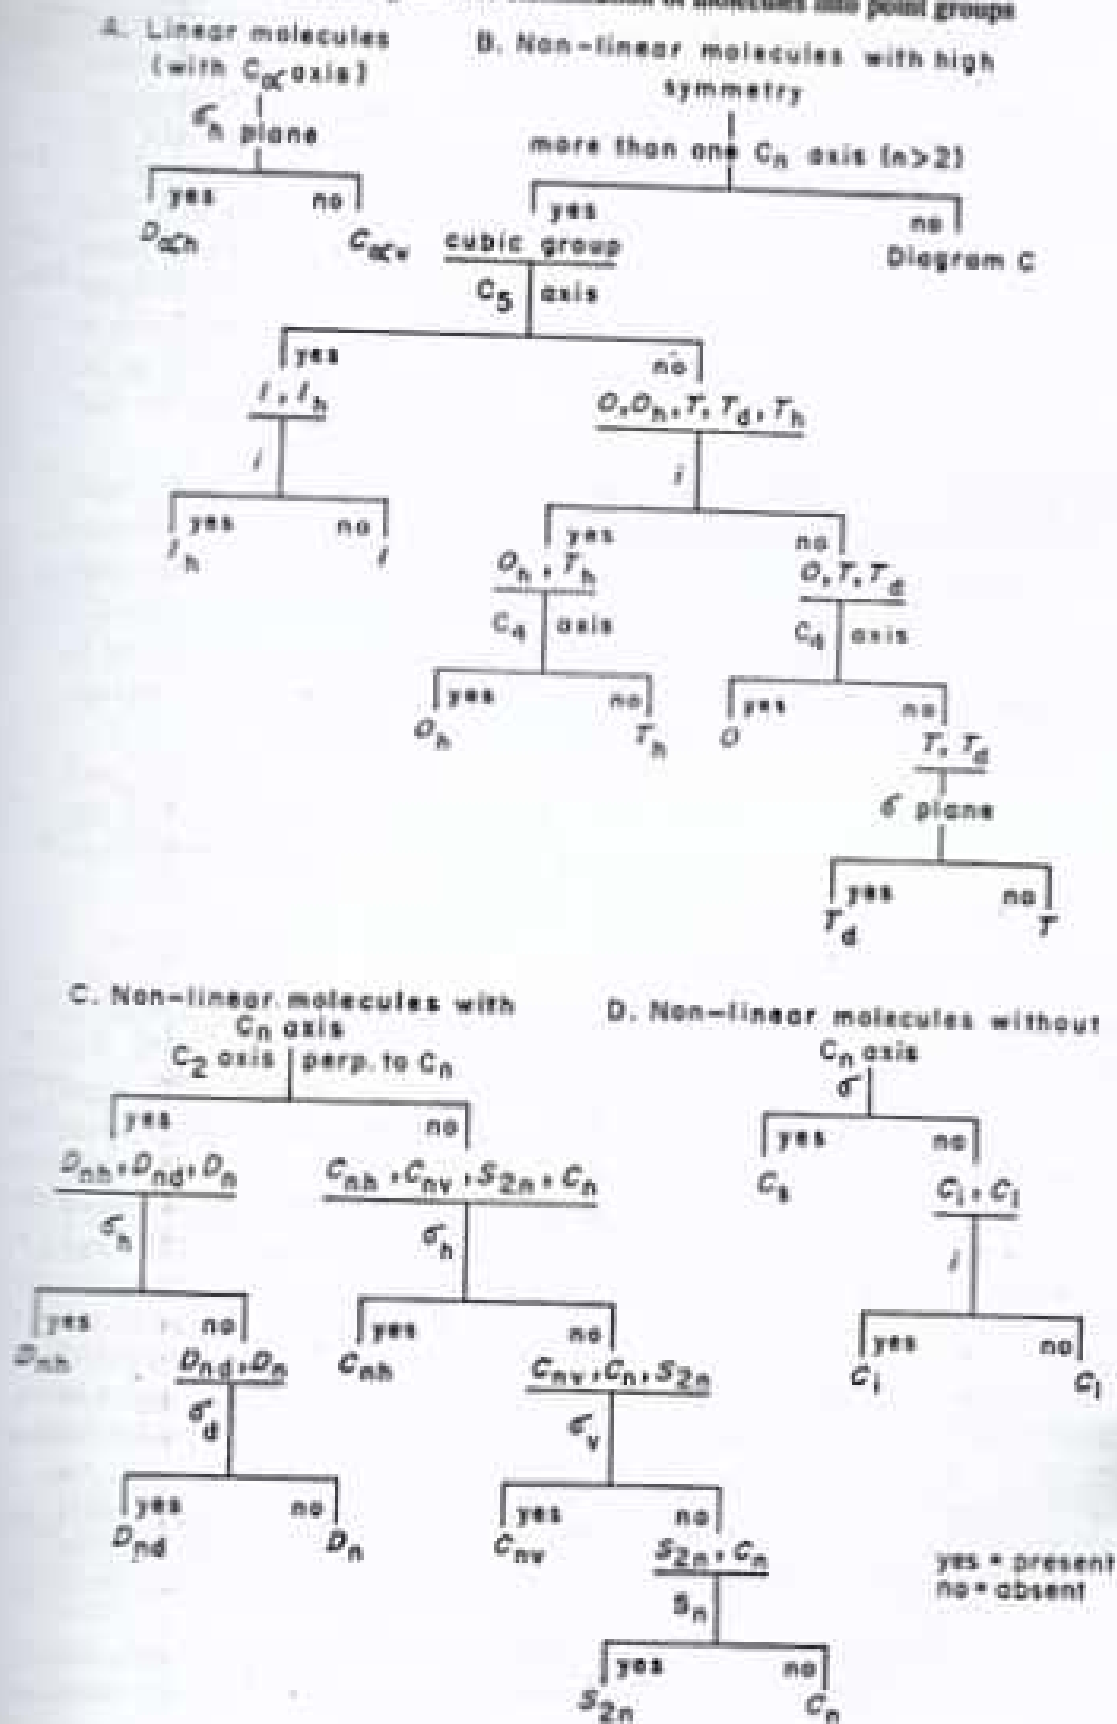 of molecules into point groups
A. Linear molecules
(with C∝ axis)
σh plane
yes no
D∝h C∝v
B. Non-linear molecules with high
symmetry
more than one Cn axis (n>2)
yes no
cubic group Diagram C
C5 axis
yes no
I, Ih O, Oh, T, Td, Th
i i
yes no yes no
Ih I Oh, Th O, T, Td
C4 axis C4 axis
yes no yes no
Oh Th O T, Td
σ plane
yes no
Td T
C. Non-linear molecules with
Cn axis
C2 axis perp. to Cn
yes no
Dnh, Dnd, Dn Cnh, Cnv, S2n, Cn
σh σh
yes no yes no
Dnh Dnd, Dn Cnh Cnv, Cn, S2n
σd σv
yes no yes no
Dnd Dn Cnv S2n, Cn
Sn
yes no
S2n Cn
D. Non-linear molecules without
Cn axis
σ
yes no
Cs Ci, C1
i
yes no
Ci C1
yes = present
no = absent